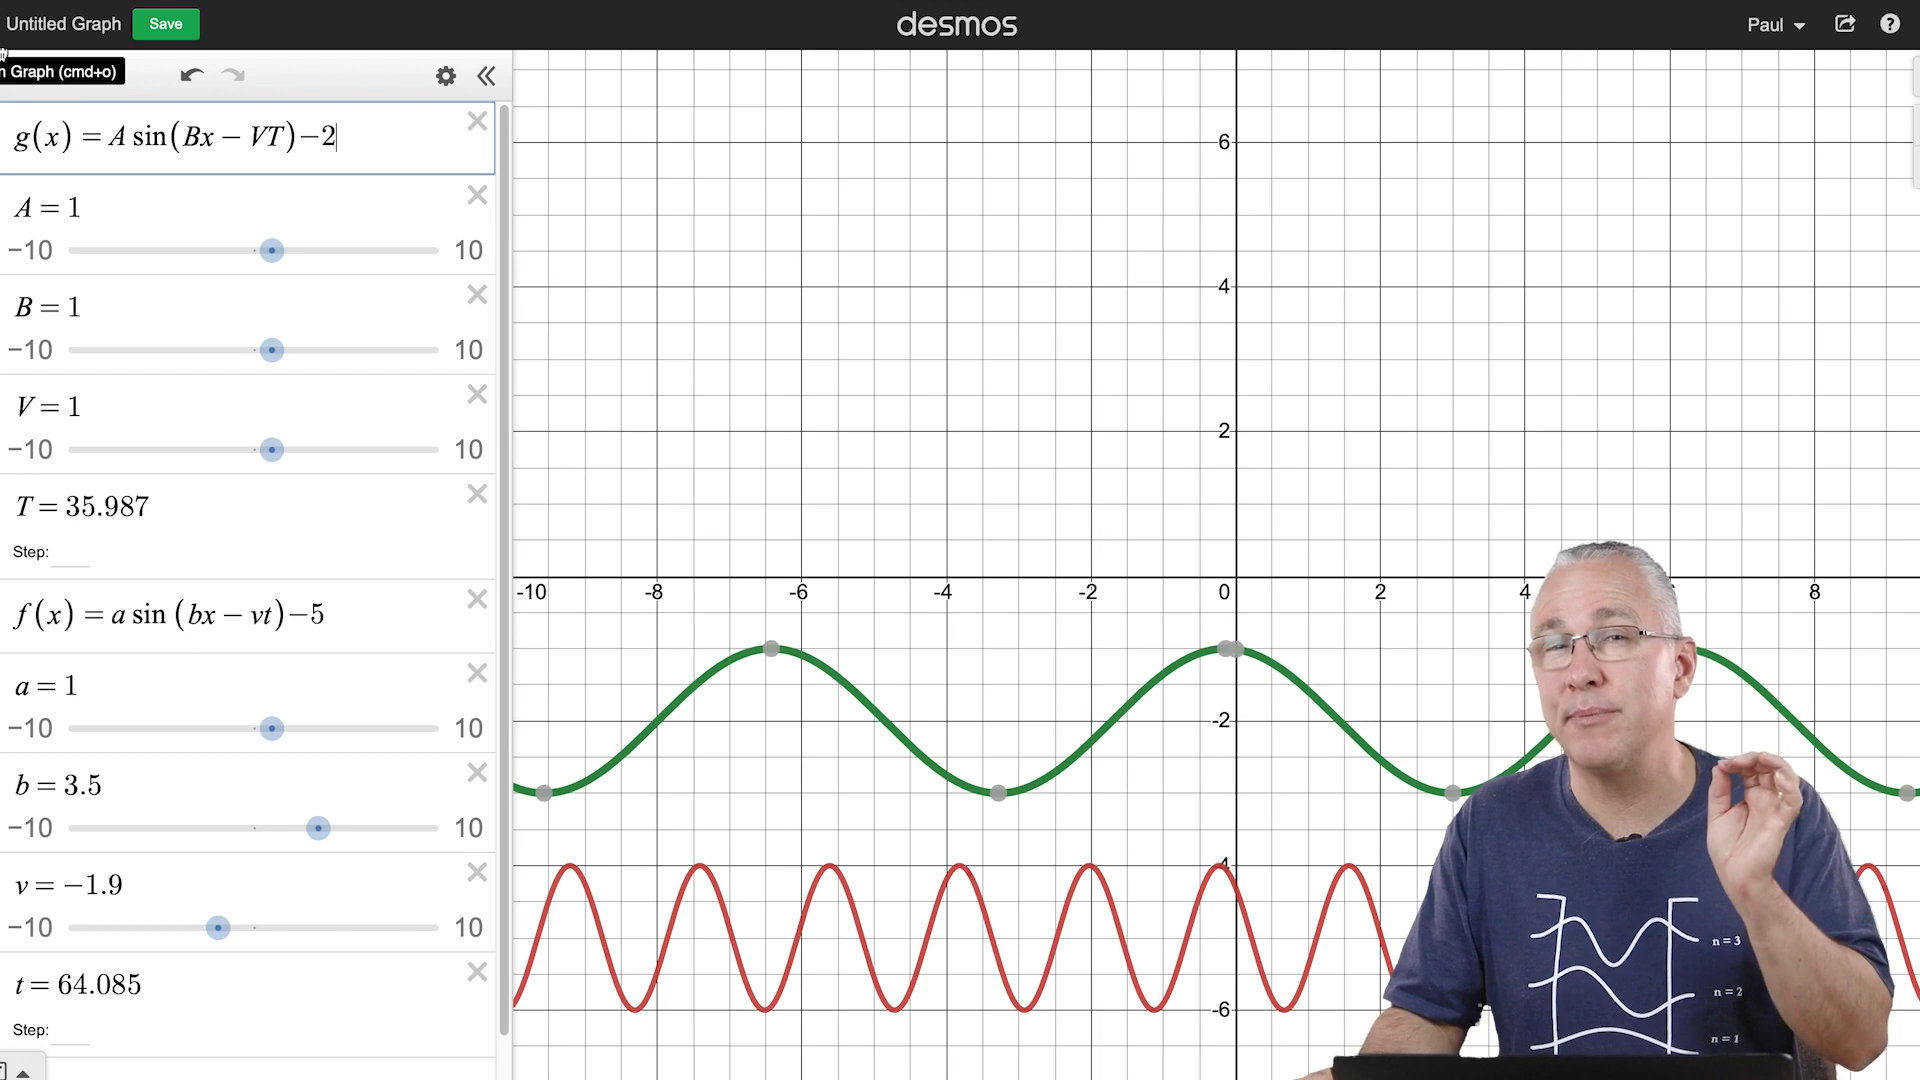 Untitled Graph
Save
desmos
Paul
?
n Graph (cmd+o)
g(x) = A sin(Bx − VT)−2
A = 1
−10
10
B = 1
−10
10
V = 1
−10
10
T = 35.987
Step:
f(x) = a sin (bx − vt)−5
a = 1
−10
10
b = 3.5
−10
10
v = −1.9
−10
10
t = 64.085
Step:
6
4
2
-10 -8 -6 -4 -2 0 2 4 8
-2
-4
-6
n = 3
n = 2
n = 1